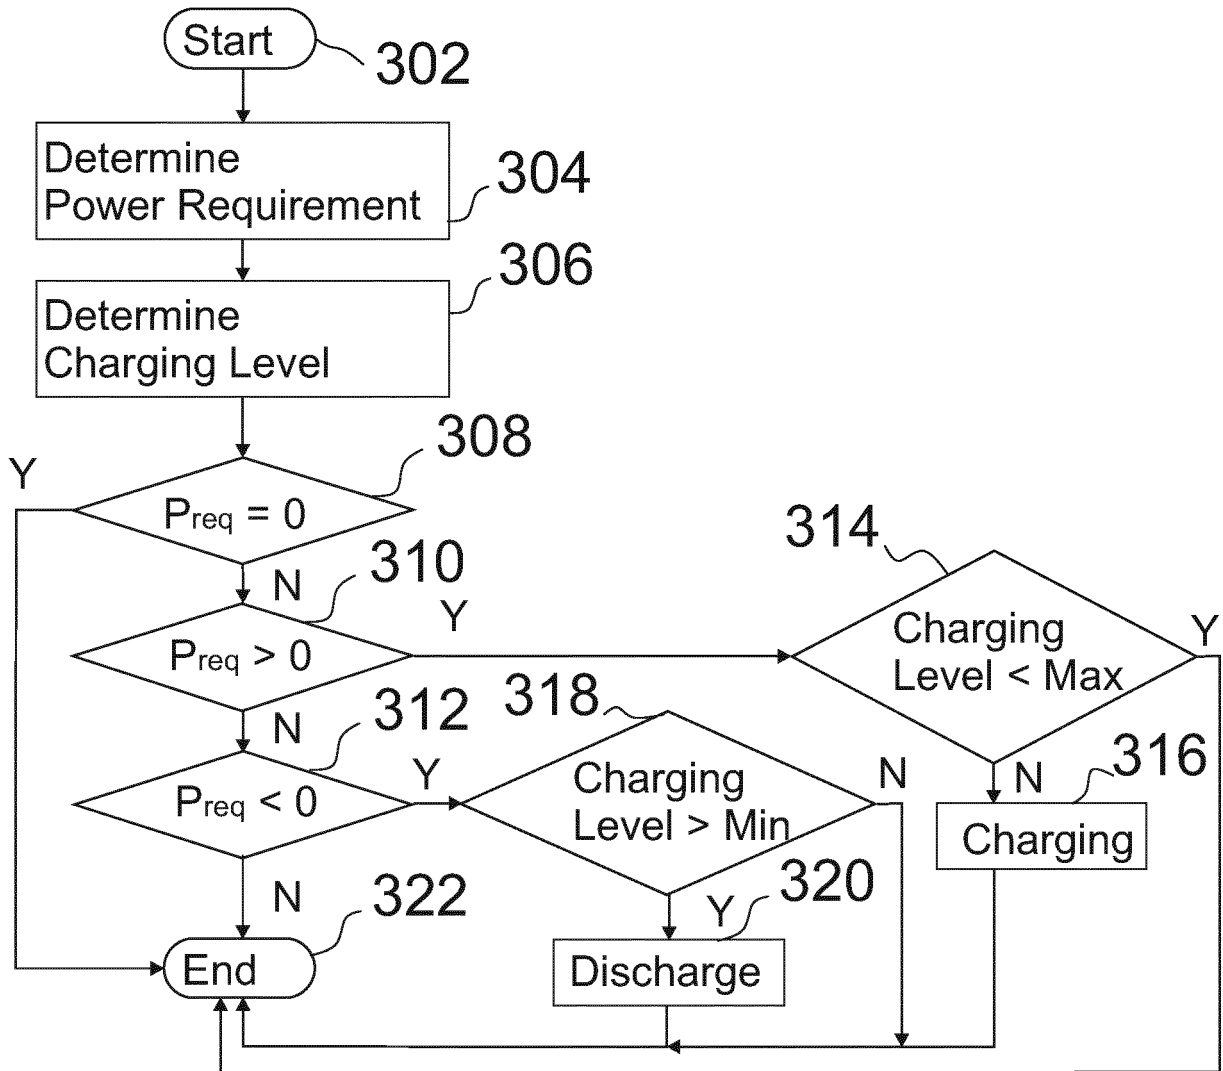 Start
302
Determine
Power Requirement
304
306
Determine
Charging Level
308
Y
Preq = 0
N
310
Y
Preq > 0
314
Charging
Level < Max
Y
N
312
Preq < 0
Y
318
Charging
Level > Min
N
N
316
Charging
N
322
End
Y
320
Discharge